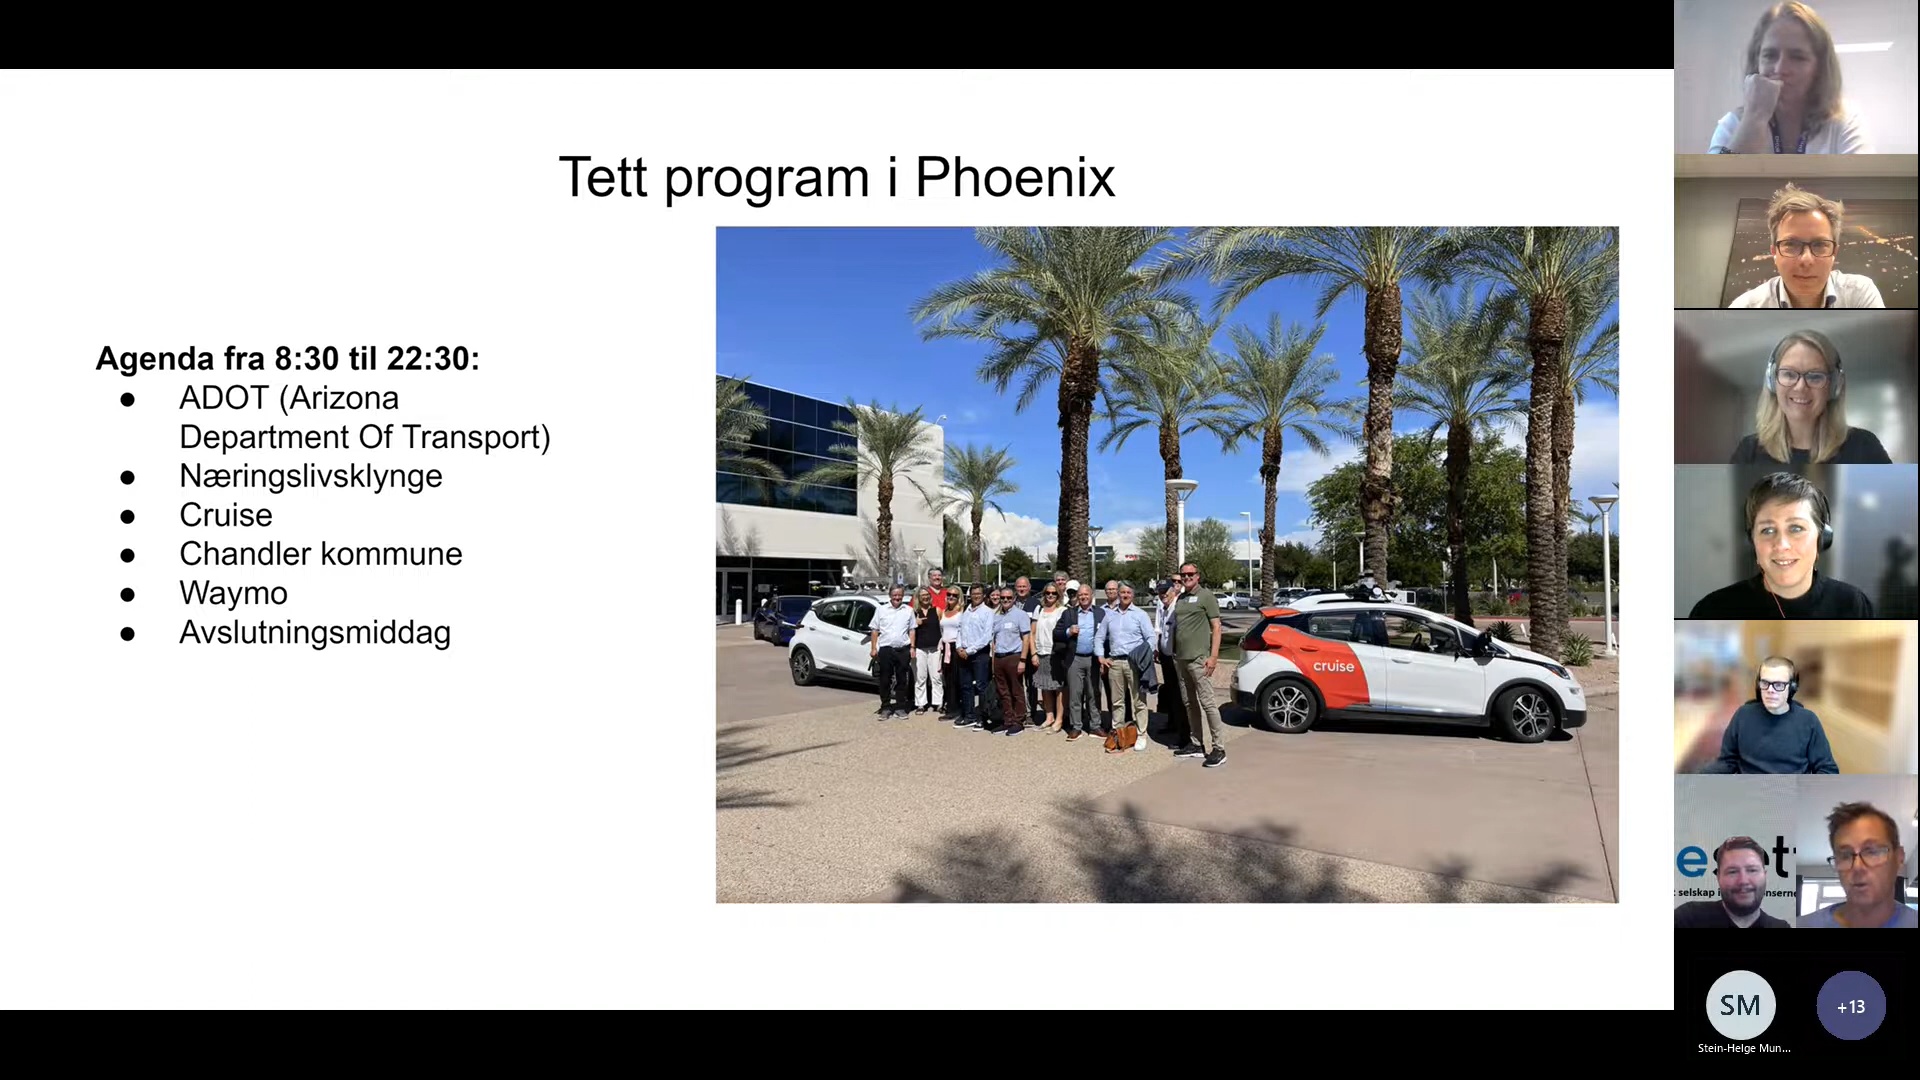 Tett program i Phoenix
Agenda fra 8:30 til 22:30:
● ADOT (Arizona
Department Of Transport)
● Næringslivsklynge
● Cruise
● Chandler kommune
● Waymo
● Avslutningsmiddag
cruise
selskap i
SM
+13
Stein-Helge Mun...